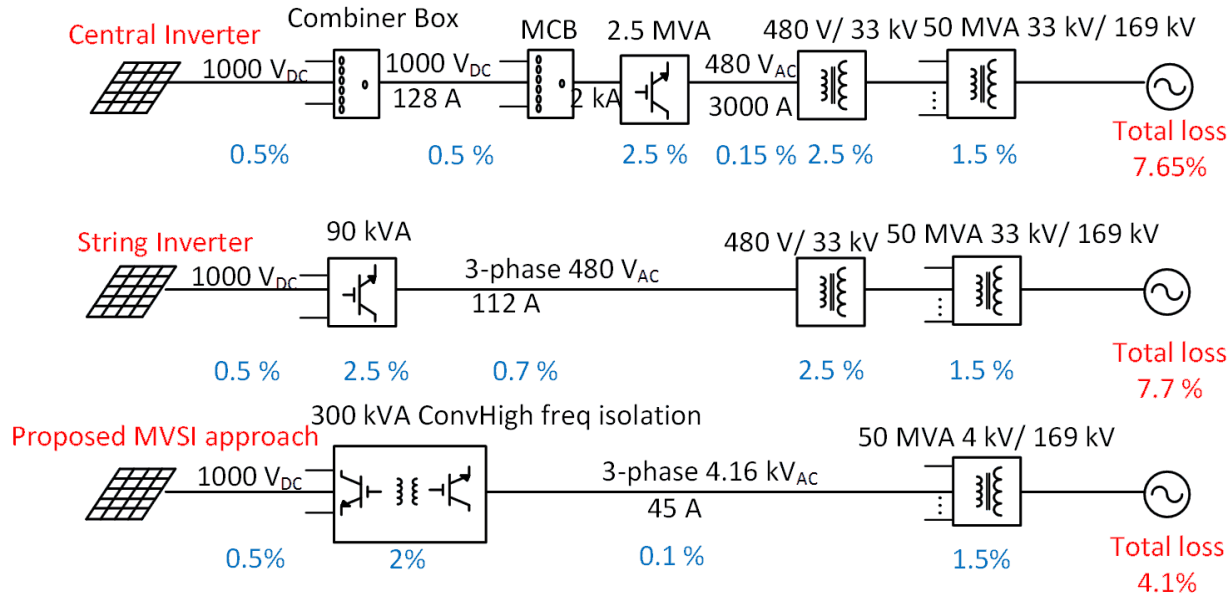 Central Inverter
Combiner Box
MCB
2.5 MVA
480 V/ 33 kV
50 MVA 33 kV/ 169 kV
1000 VDC
1000 VDC
128 A
2 kA
480 VAC
3000 A
0.5%
0.5%
2.5 %
0.15 %
2.5 %
1.5 %
Total loss
7.65%
String Inverter
90 kVA
480 V/ 33 kV
50 MVA 33 kV/ 169 kV
1000 VDC
3-phase 480 VAC
112 A
0.5 %
2.5 %
0.7 %
2.5 %
1.5 %
Total loss
7.7 %
Proposed MVSI approach
300 kVA ConvHigh freq isolation
50 MVA 4 kV/ 169 kV
1000 VDC
3-phase 4.16 kVAC
45 A
0.5%
2%
0.1 %
1.5%
Total loss
4.1%